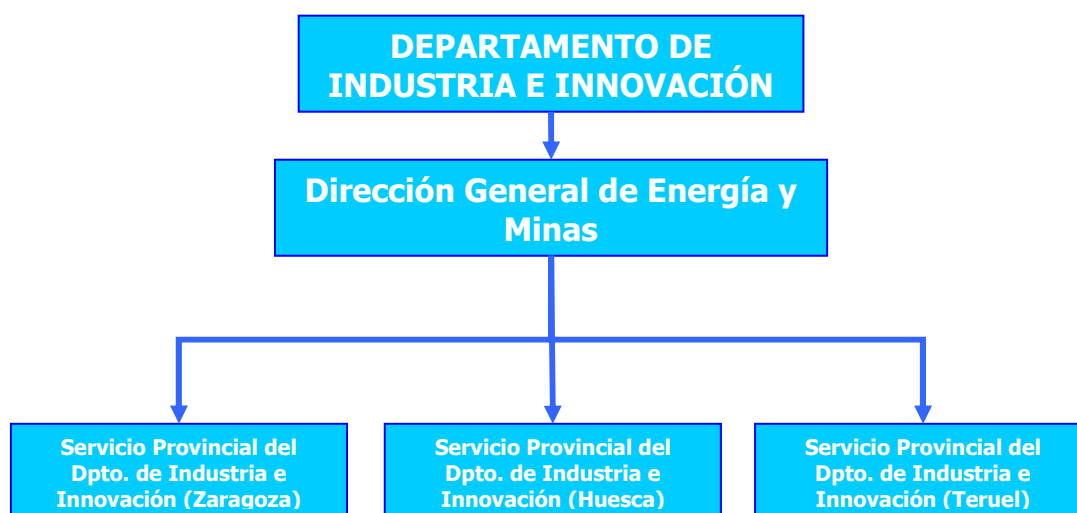 DEPARTAMENTO DE
INDUSTRIA E INNOVACIÓN
Dirección General de Energía y
Minas
Servicio Provincial del
Dpto. de Industria e
Innovación (Zaragoza)
Servicio Provincial del
Dpto. de Industria e
Innovación (Huesca)
Servicio Provincial del
Dpto. de Industria e
Innovación (Teruel)